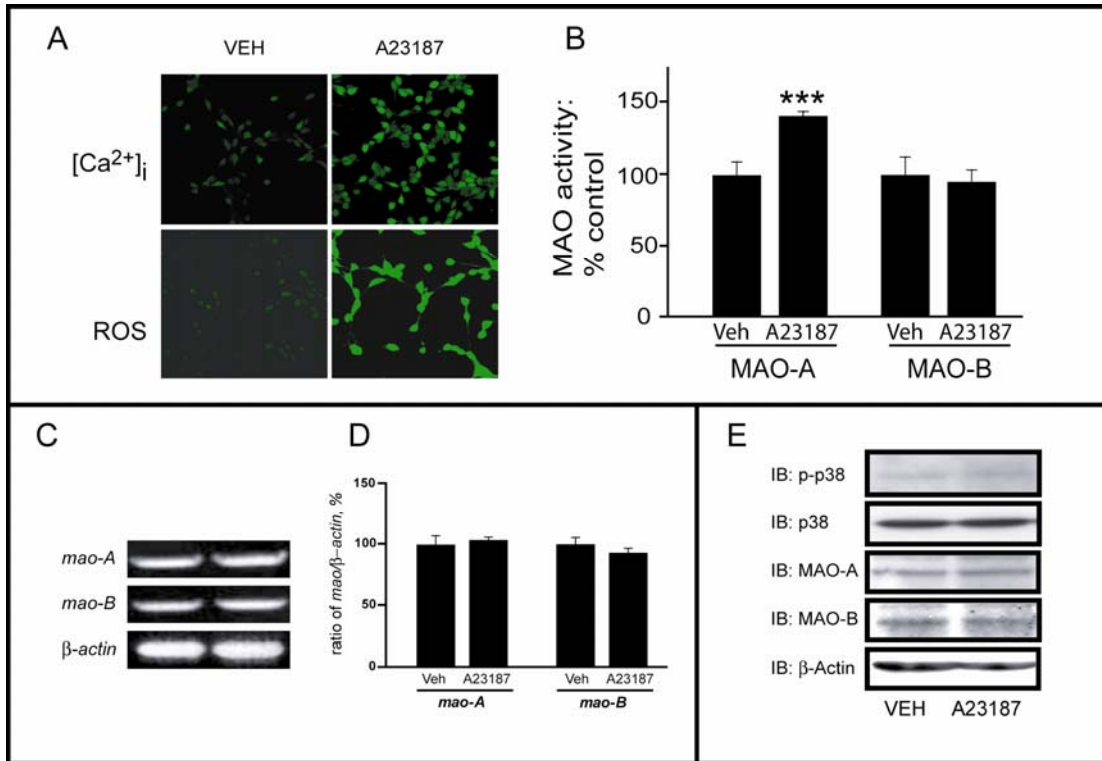 A
VEH A23187
[Ca²⁺]i
ROS
B
MAO activity:
% control
150
100
50
0
***
Veh A23187 Veh A23187
MAO-A MAO-B
C
mao-A
mao-B
β-actin
D
ratio of mao/β-actin, %
150
100
50
0
Veh A23187 Veh A23187
mao-A mao-B
E
IB: p-p38
IB: p38
IB: MAO-A
IB: MAO-B
IB: β-Actin
VEH A23187